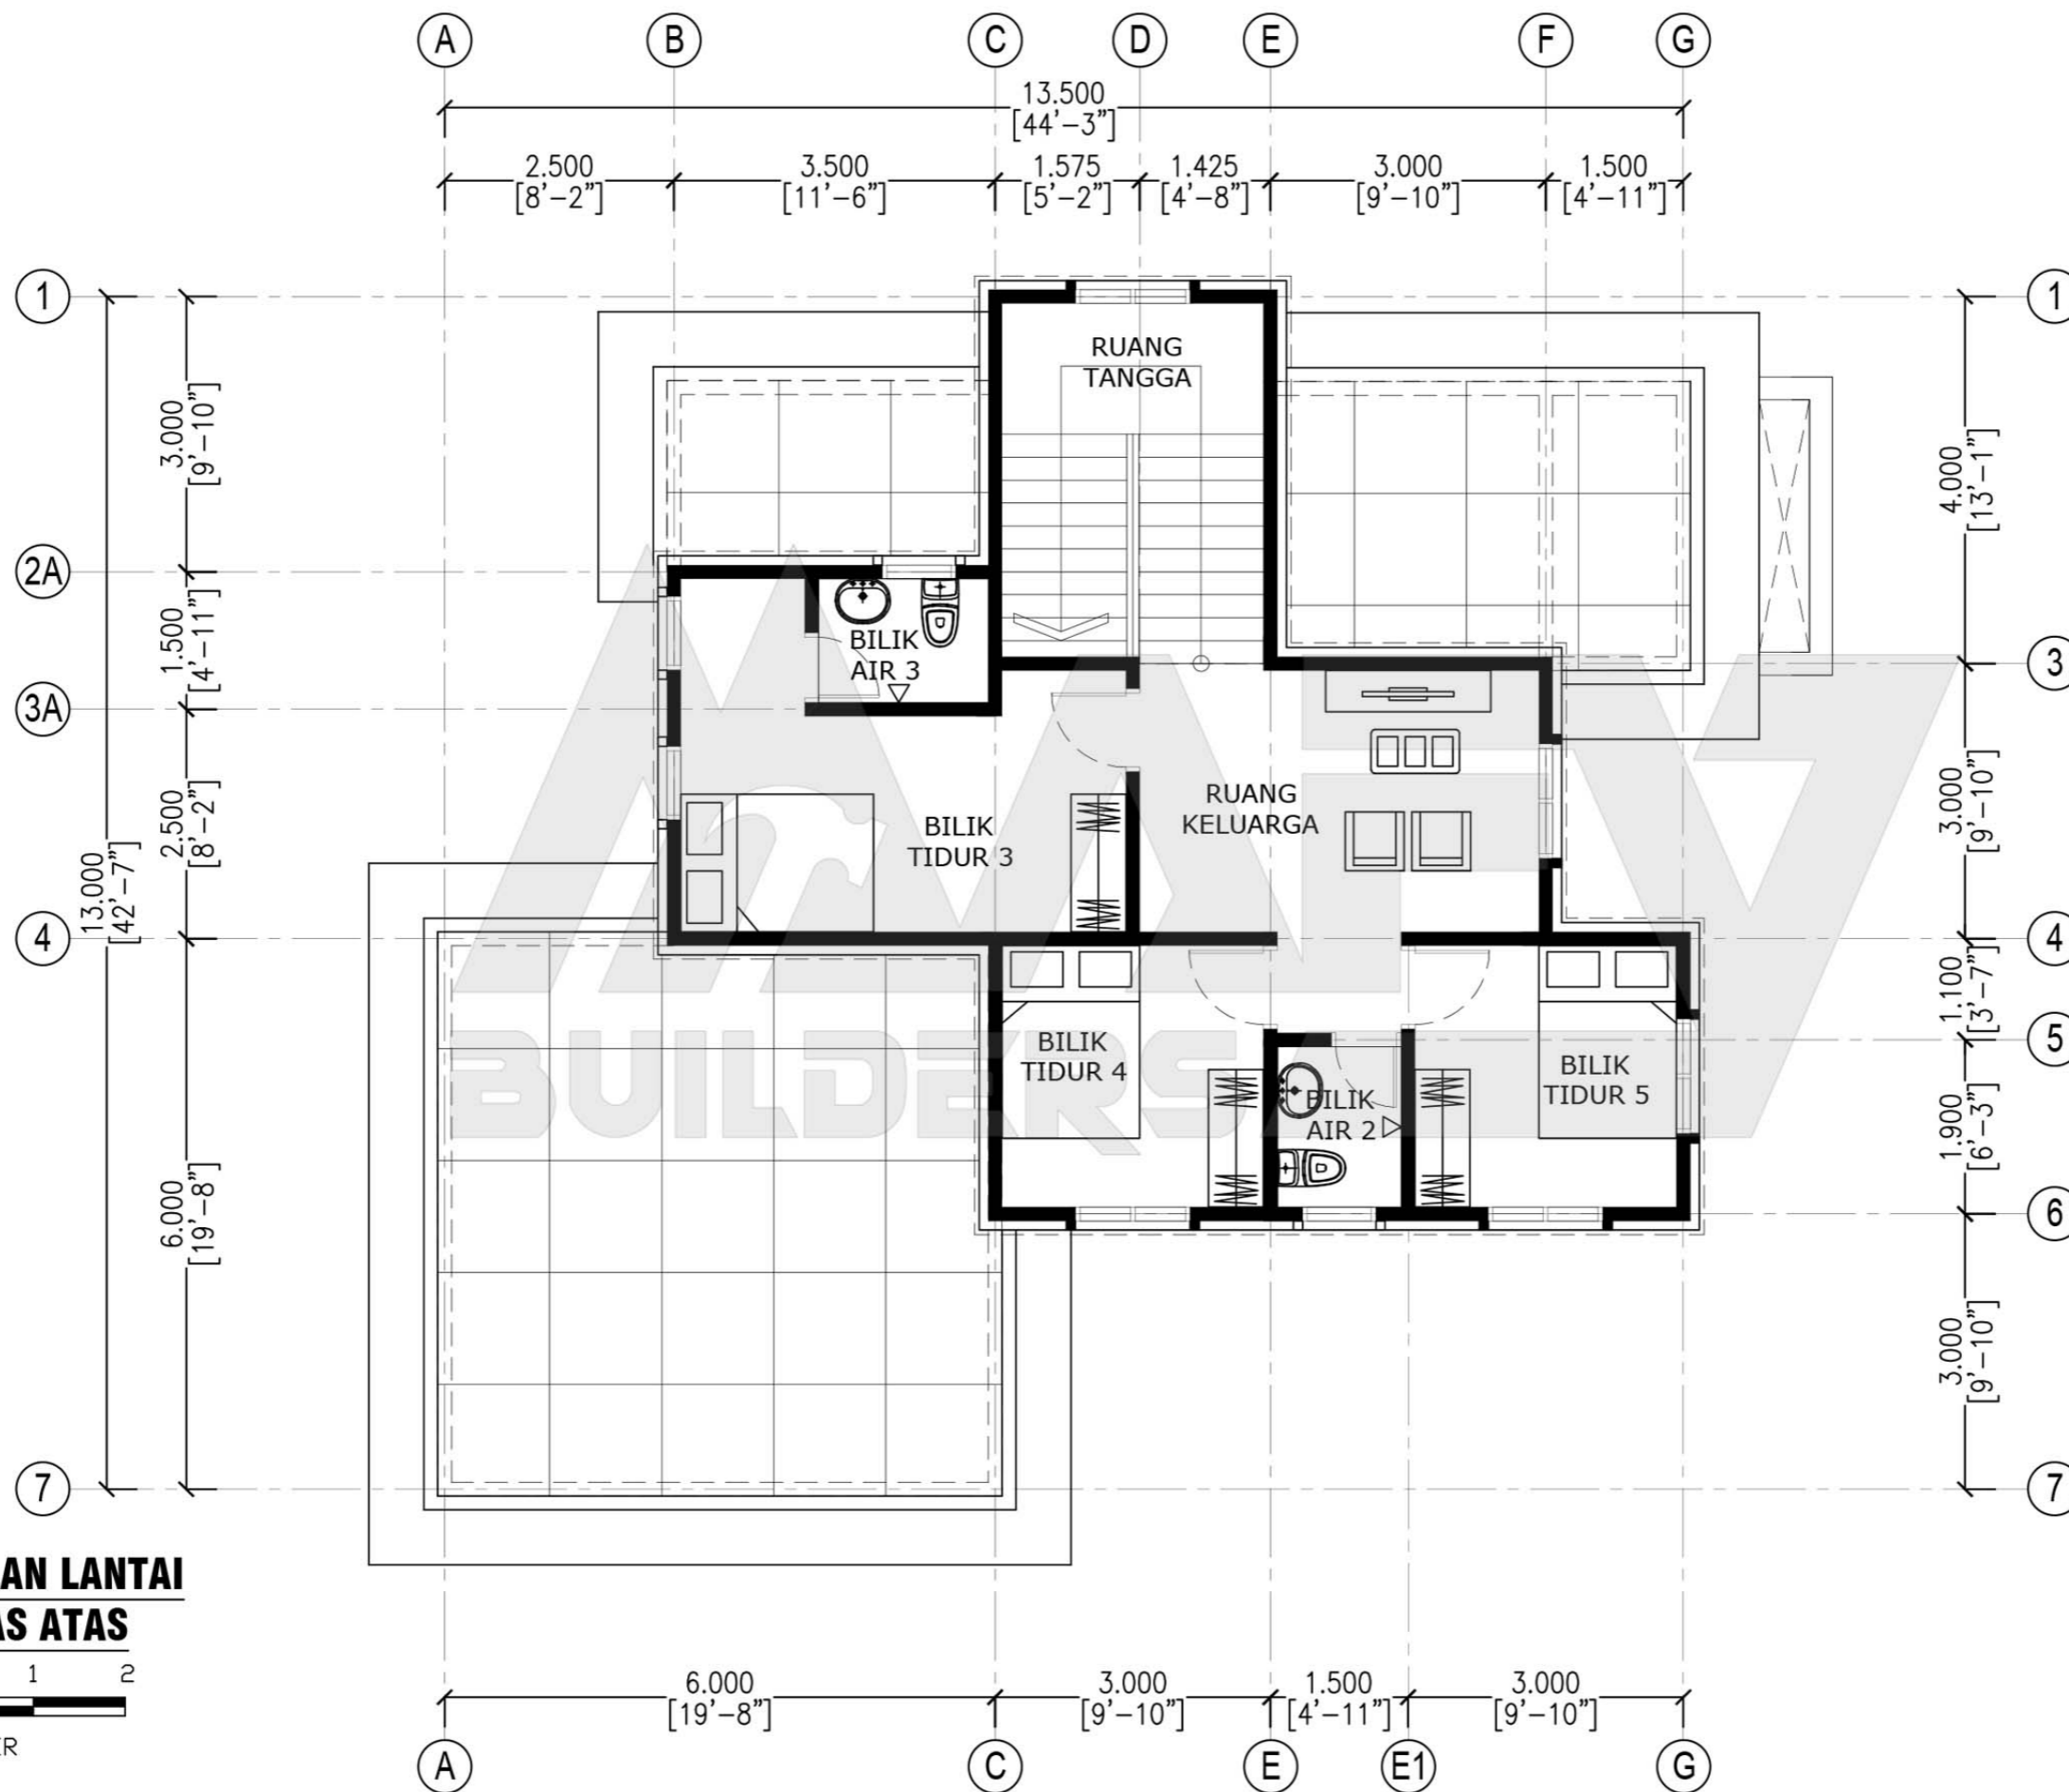 A B C D E F G
13.500
[44'-3"]
2.500 3.500 1.575 1.425 3.000 1.500
[8'-2"] [11'-6"] [5'-2"] [4'-8"] [9'-10"] [4'-11"]
1 1
RUANG
TANGGA
3.000
[9'-10"]
4.000
[13'-1"]
2A
1.500
[4'-11"]
BILIK
AIR 3
3
3A
2.500
[8'-2"]
13.000
[42'-7"]
RUANG
KELUARGA
BILIK
TIDUR 3
3.000
[9'-10"]
4 4
1.100
[3'-7"]
BUILDERS
BILIK
TIDUR 4
BILIK
AIR 2
BILIK
TIDUR 5
5
1.900
[6'-3"]
6.000
[19'-8"]
6
3.000
[9'-10"]
7 7
AN LANTAI
AS ATAS
1 2
ER
6.000 3.000 1.500 3.000
[19'-8"] [9'-10"] [4'-11"] [9'-10"]
A C E E1 G